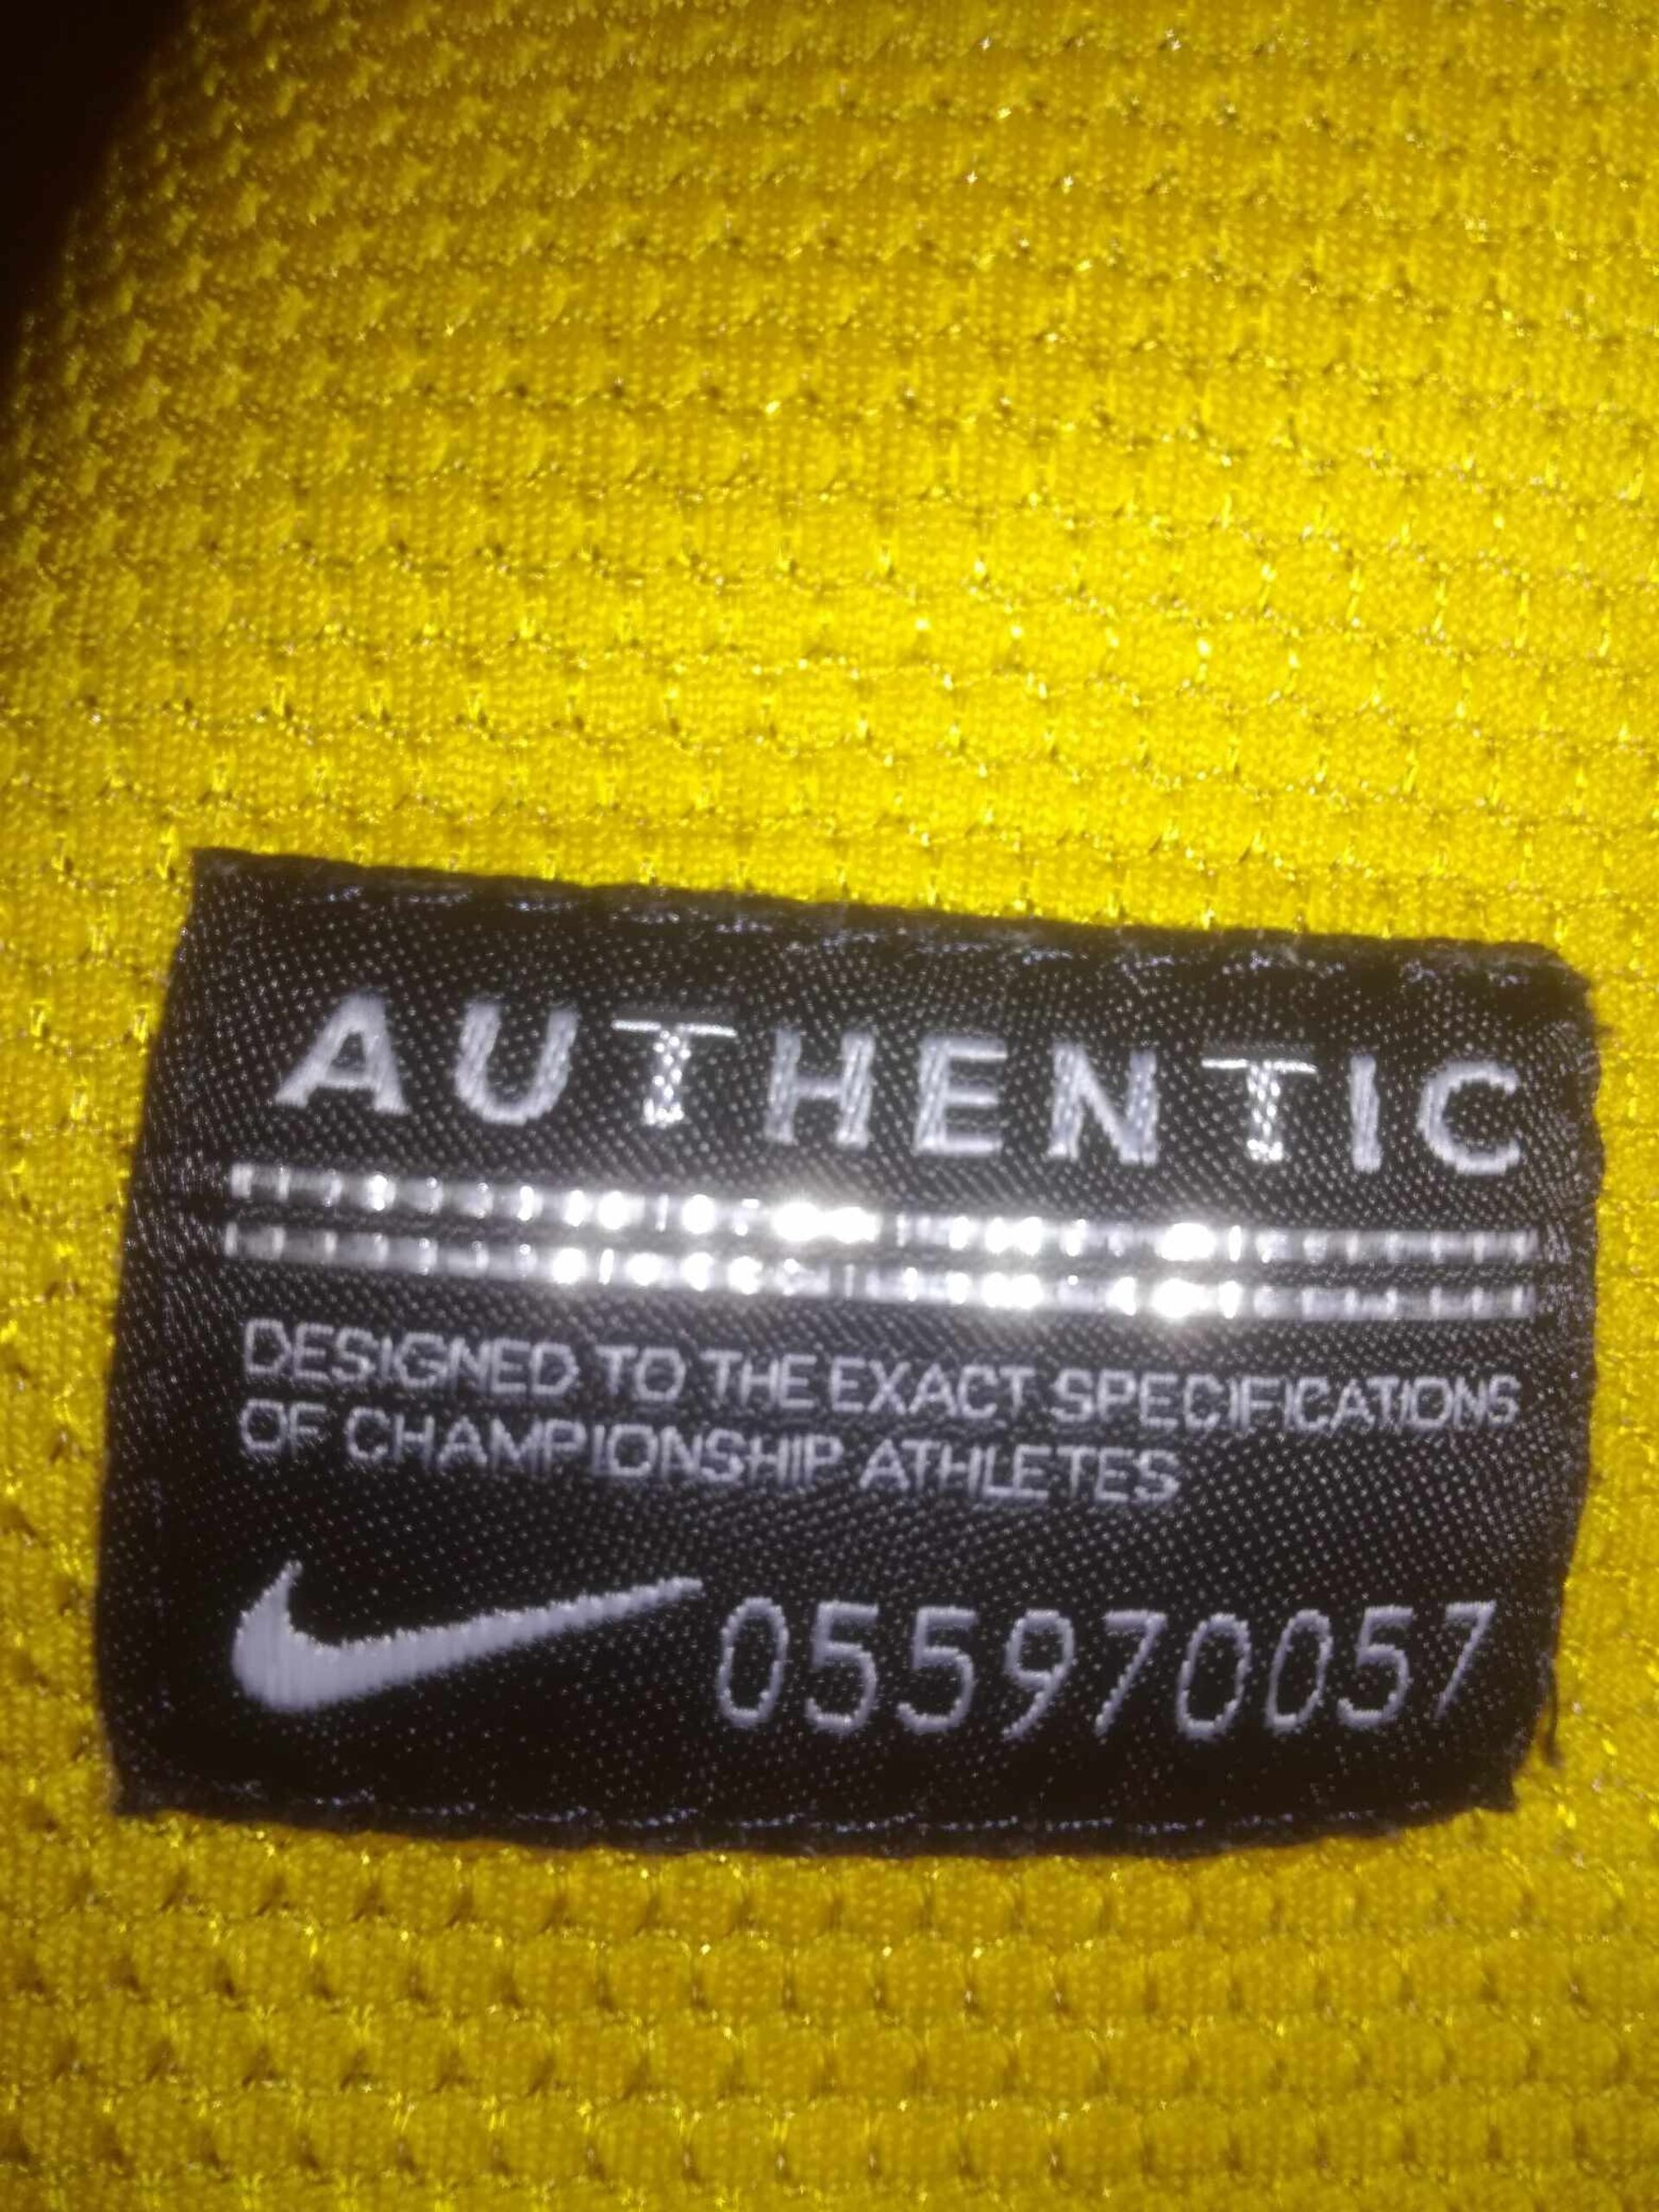 AUTHENTIC
DESIGNED TO THE EXACT SPECIFICATIONS
OF CHAMPIONSHIP ATHLETES
055970057